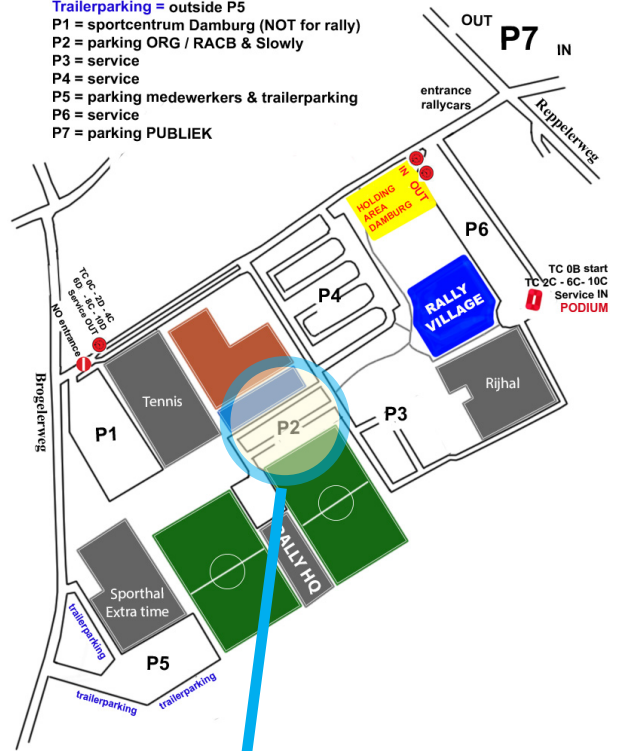 Trailerparking = outside P5
P1 = sportcentrum Damburg (NOT for rally)
P2 = parking ORG / RACB & Slowly
P3 = service
P4 = service
P5 = parking medewerkers & trailerparking
P6 = service
P7 = parking PUBLIEK
OUT
P7
IN
entrance
rallycars
Reppelerweg
IN
OUT
HOLDING
AREA
DAMBURG
P6
TC 0B start
TC 2C - 6C- 10C
Service IN
PODIUM
TC 0C - 2D - 4C
6D - 8C - 10D
Service OUT
NO entrance
P4
RALLY
VILLAGE
Rijhal
Tennis
Brogelerweg
P1
P2
P3
RALLY HQ
Sporthal
Extra time
trailerparking
P5
trailerparking
trailerparking